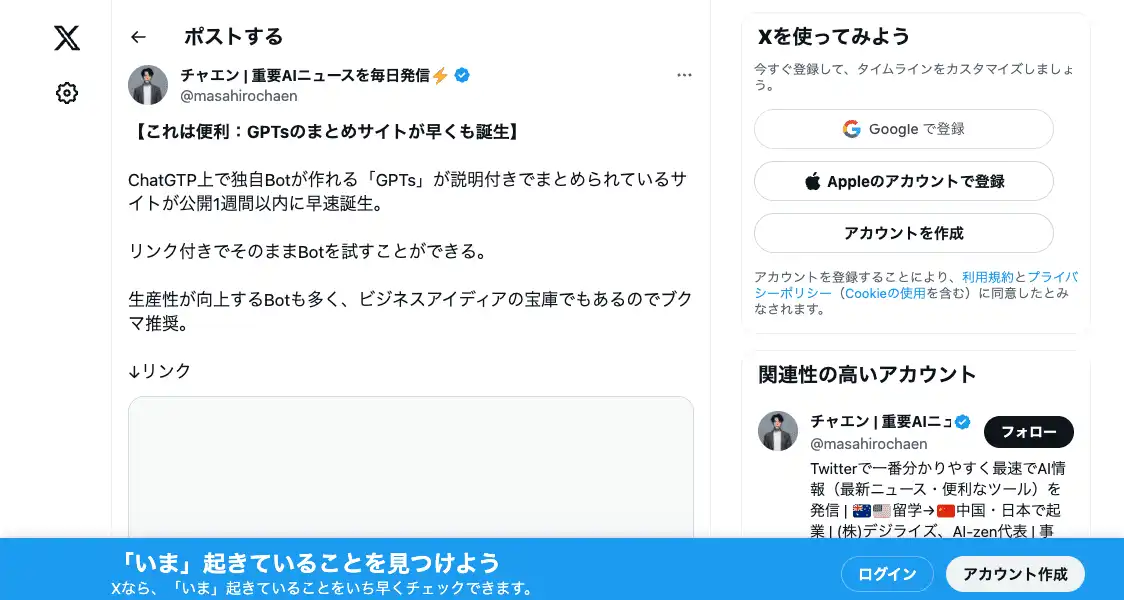 ポストする
チャエン | 重要AIニュースを毎日発信⚡
@masahirochaen
【これは便利：GPTsのまとめサイトが早くも誕生】
ChatGTP上で独自Botが作れる「GPTs」が説明付きでまとめられているサ
イトが公開1週間以内に早速誕生。
リンク付きでそのままBotを試すことができる。
生産性が向上するBotも多く、ビジネスアイディアの宝庫でもあるのでブク
マ推奨。
↓リンク
Xを使ってみよう
今すぐ登録して、タイムラインをカスタマイズしましょ
う。
Google で登録
Appleのアカウントで登録
アカウントを作成
アカウントを登録することにより、利用規約とプライバ
シーポリシー（Cookieの使用を含む）に同意したとみ
なされます。
関連性の高いアカウント
チャエン | 重要AIニュ
フォロー
@masahirochaen
Twitterで一番分かりやすく最速でAI情
報（最新ニュース・便利なツール）を
発信 | 🇦🇺🇺🇸留学→🇨🇳中国・日本で起
業 | (株)デジライズ、AI-zen代表 | 事
「いま」起きていることを見つけよう
Xなら、「いま」起きていることをいち早くチェックできます。
ログイン
アカウント作成